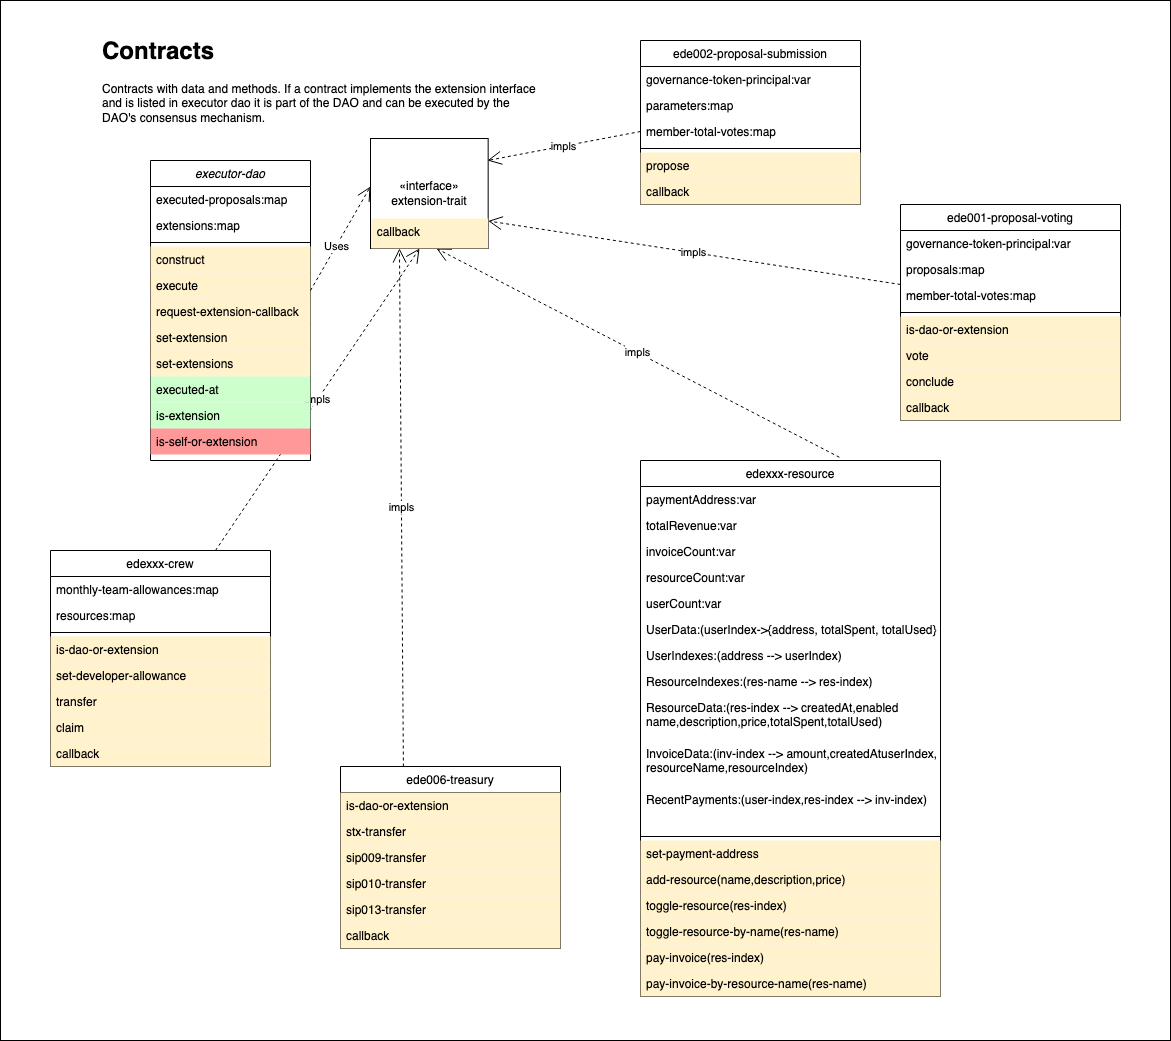 Contracts
Contracts with data and methods. If a contract implements the extension interface
and is listed in executor dao it is part of the DAO and can be executed by the
DAO's consensus mechanism.
executor-dao
executed-proposals:map
extensions:map
construct
execute
request-extension-callback
set-extension
set-extensions
executed-at
is-extension
is-self-or-extension
Uses
«interface»
extension-trait
callback
impls
ede002-proposal-submission
governance-token-principal:var
parameters:map
member-total-votes:map
propose
callback
impls
ede001-proposal-voting
governance-token-principal:var
proposals:map
member-total-votes:map
is-dao-or-extension
vote
conclude
callback
impls
impls
edexxx-crew
monthly-team-allowances:map
resources:map
is-dao-or-extension
set-developer-allowance
transfer
claim
callback
impls
ede006-treasury
is-dao-or-extension
stx-transfer
sip009-transfer
sip010-transfer
sip013-transfer
callback
edexxx-resource
paymentAddress:var
totalRevenue:var
invoiceCount:var
resourceCount:var
userCount:var
UserData:(userIndex->{address, totalSpent, totalUsed}
UserIndexes:(address --> userIndex)
ResourceIndexes:(res-name --> res-index)
ResourceData:(res-index --> createdAt,enabled
name,description,price,totalSpent,totalUsed)
InvoiceData:(inv-index --> amount,createdAtuserIndex,
resourceName,resourceIndex)
RecentPayments:(user-index,res-index --> inv-index)
set-payment-address
add-resource(name,description,price)
toggle-resource(res-index)
toggle-resource-by-name(res-name)
pay-invoice(res-index)
pay-invoice-by-resource-name(res-name)